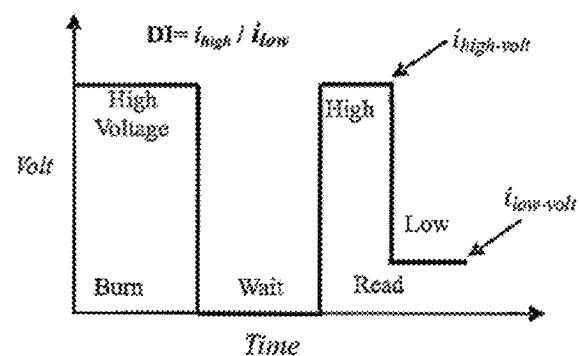 DI= i_high / i_low
i_high-volt
High
Voltage
High
Volt
i_low-volt
Low
Burn
Wait
Read
Time